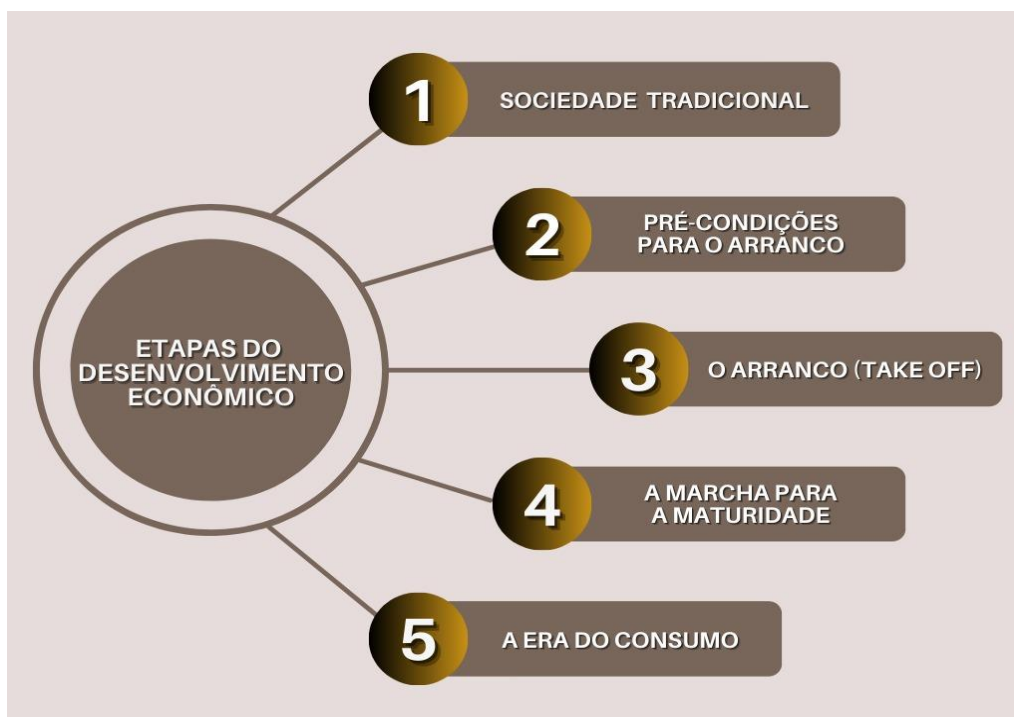 1
SOCIEDADE TRADICIONAL
2
PRÉ-CONDIÇÕES
PARA O ARRANCO
ETAPAS DO
DESENVOLVIMENTO
ECONÔMICO
3
O ARRANCO (TAKE OFF)
4
A MARCHA PARA
A MATURIDADE
5
A ERA DO CONSUMO